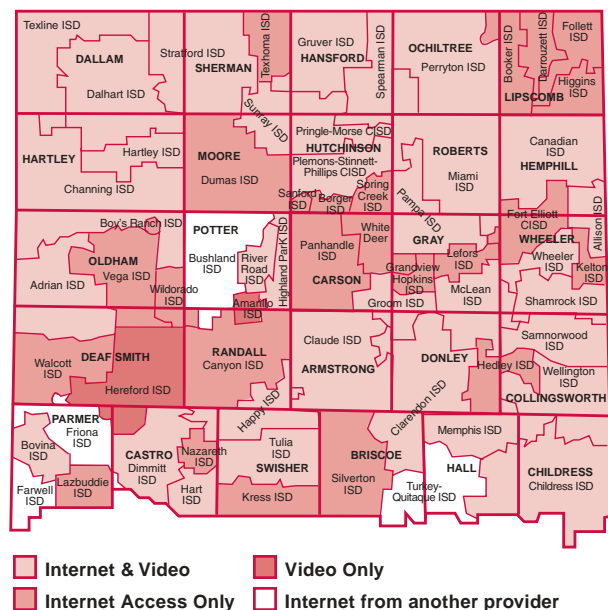 Texline ISD
DALLAM
Dalhart ISD
Stratford ISD
SHERMAN
Texhoma ISD
Gruver ISD
HANSFORD
Spearman ISD
OCHILTREE
Perryton ISD
Booker ISD
Darrouzett ISD
Follett
ISD
Higgins
ISD
LIPSCOMB
HARTLEY
Hartley ISD
Channing ISD
Sunray ISD
MOORE
Dumas ISD
Pringle-Morse CISD
HUTCHINSON
Plemons-Stinnett-
Phillips CISD
Sanford
ISD
Borger
ISD
Spring
Creek ISD
ROBERTS
Miami
ISD
Pampa ISD
Canadian
ISD
HEMPHILL
Allison ISD
Boy's Ranch ISD
OLDHAM
Vega ISD
Adrian ISD
Wildorado
ISD
POTTER
Bushland
ISD
River
Road
ISD
Highland Park ISD
Amarillo
ISD
Panhandle
ISD
White
Deer
CARSON
Groom ISD
GRAY
Lefors
ISD
Grandview
Hopkins
ISD
McLean
ISD
Fort Elliott
CISD
WHEELER
Wheeler
ISD
Kelton
ISD
Shamrock ISD
Walcott
ISD
DEAF SMITH
Hereford ISD
RANDALL
Canyon ISD
Happy ISD
Claude ISD
ARMSTRONG
DONLEY
Clarendon ISD
Hedley ISD
Samnorwood
ISD
Wellington
ISD
COLLINGSWORTH
PARMER
Friona
ISD
Bovina
ISD
Farwell
ISD
Lazbuddie
ISD
CASTRO
Dimmitt
ISD
Nazareth
ISD
Hart
ISD
Tulia
ISD
SWISHER
Kress ISD
BRISCOE
Silverton
ISD
Memphis ISD
HALL
Turkey-
Quitaque ISD
CHILDRESS
Childress ISD
Internet & Video
Video Only
Internet Access Only
Internet from another provider